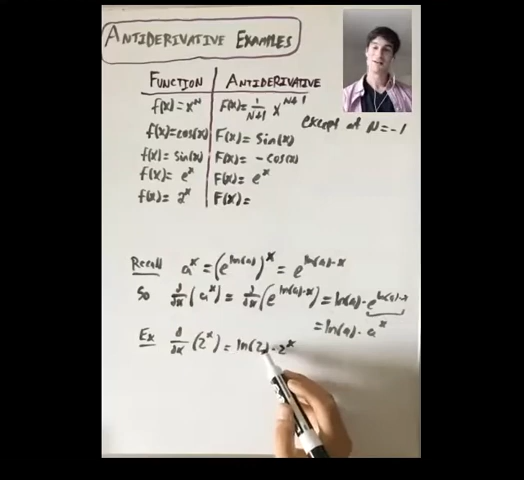 ANTIDERIVATIVE EXAMPLES
FUNCTION | ANTIDERIVATIVE
f(x) = x^N | F(x) = 1/(N+1) x^(N+1) except at N = -1
f(x) = cos(x) | F(x) = sin(x)
f(x) = sin(x) | F(x) = -cos(x)
f(x) = e^x | F(x) = e^x
f(x) = 2^x | F(x) =
Recall a^x = (e^(ln(a)))^x = e^(ln(a)·x)
So d/dx (a^x) = d/dx (e^(ln(a)·x)) = ln(a)·e^(ln(a)·x)
= ln(a)·a^x
Ex d/dx (2^x) = ln(2)·2^x